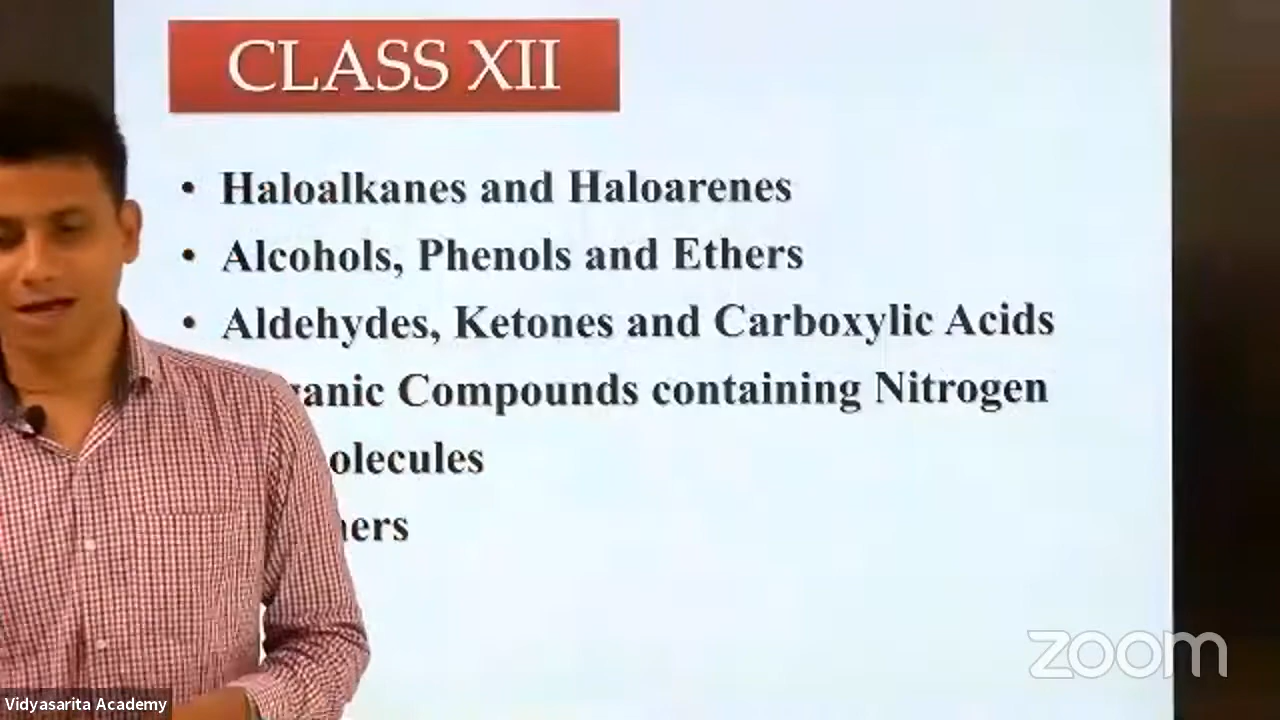 CLASS XII
• Haloalkanes and Haloarenes
• Alcohols, Phenols and Ethers
• Aldehydes, Ketones and Carboxylic Acids
ganic Compounds containing Nitrogen
olecules
ers
zoom
Vidyasarita Academy